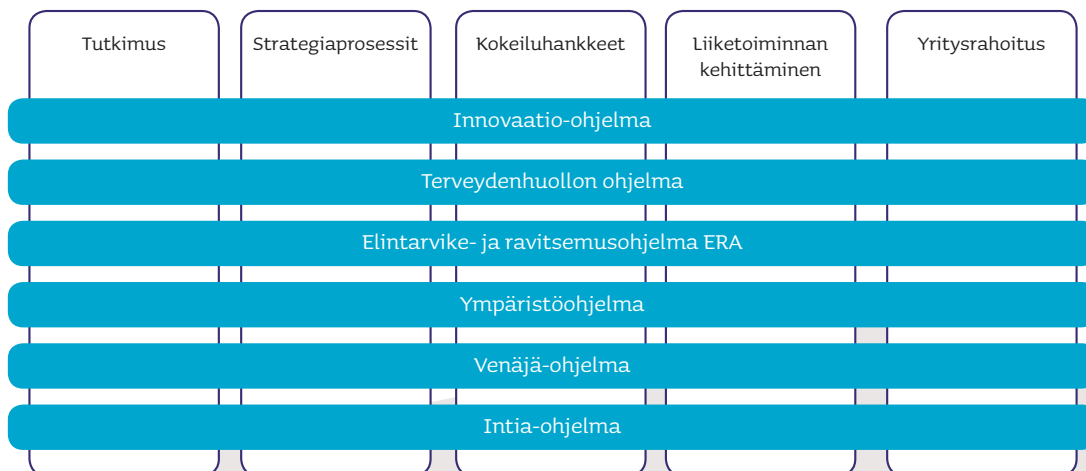 Tutkimus
Strategiaprosessit
Kokeiluhankkeet
Liiketoiminnan
kehittäminen
Yritysrahoitus
Innovaatio-ohjelma
Terveydenhuollon ohjelma
Elintarvike- ja ravitsemusohjelma ERA
Ympäristöohjelma
Venäjä-ohjelma
Intia-ohjelma